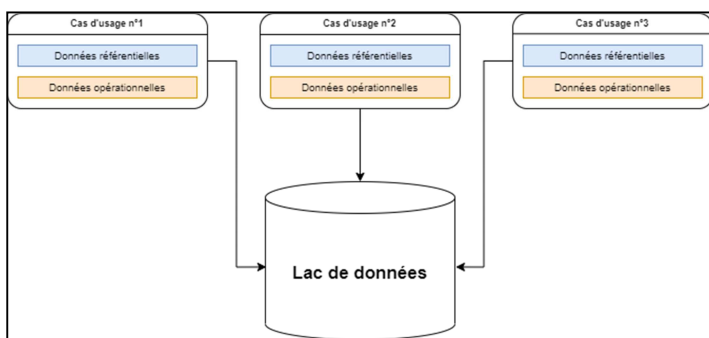 Cas d'usage n°1
Données référentielles
Données opérationnelles
Cas d'usage n°2
Données référentielles
Données opérationnelles
Cas d'usage n°3
Données référentielles
Données opérationnelles
Lac de données